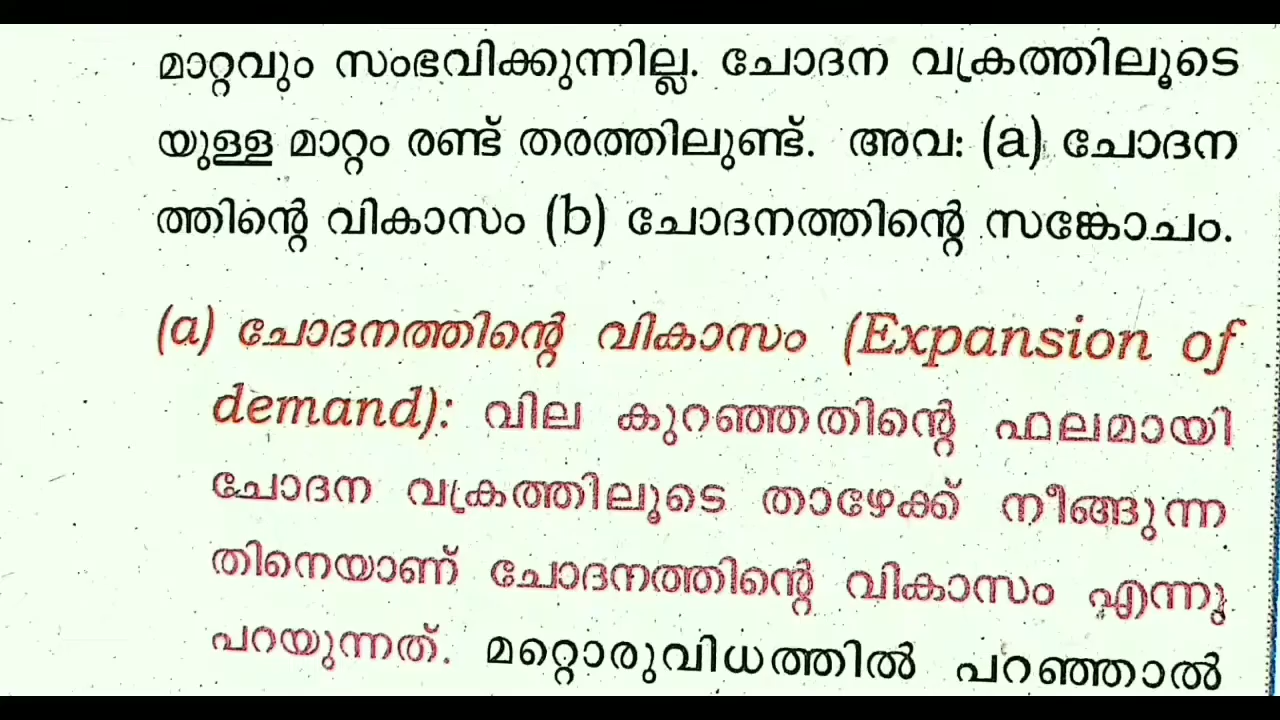 മാറ്റവും സംഭവിക്കുന്നില്ല. ചോദന വക്രത്തിലൂടെ
യുള്ള മാറ്റം രണ്ട് തരത്തിലുണ്ട്. അവ: (a) ചോദന
ത്തിന്റെ വികാസം (b) ചോദനത്തിന്റെ സങ്കോചം.
(a) ചോദനത്തിന്റെ വികാസം (Expansion of
demand): വില കുറഞ്ഞതിന്റെ ഫലമായി
ചോദന വക്രത്തിലൂടെ താഴേക്ക് നീങ്ങുന്ന
തിനെയാണ് ചോദനത്തിന്റെ വികാസം എന്നു
പറയുന്നത്. മറ്റൊരുവിധത്തിൽ പറഞ്ഞാൽ